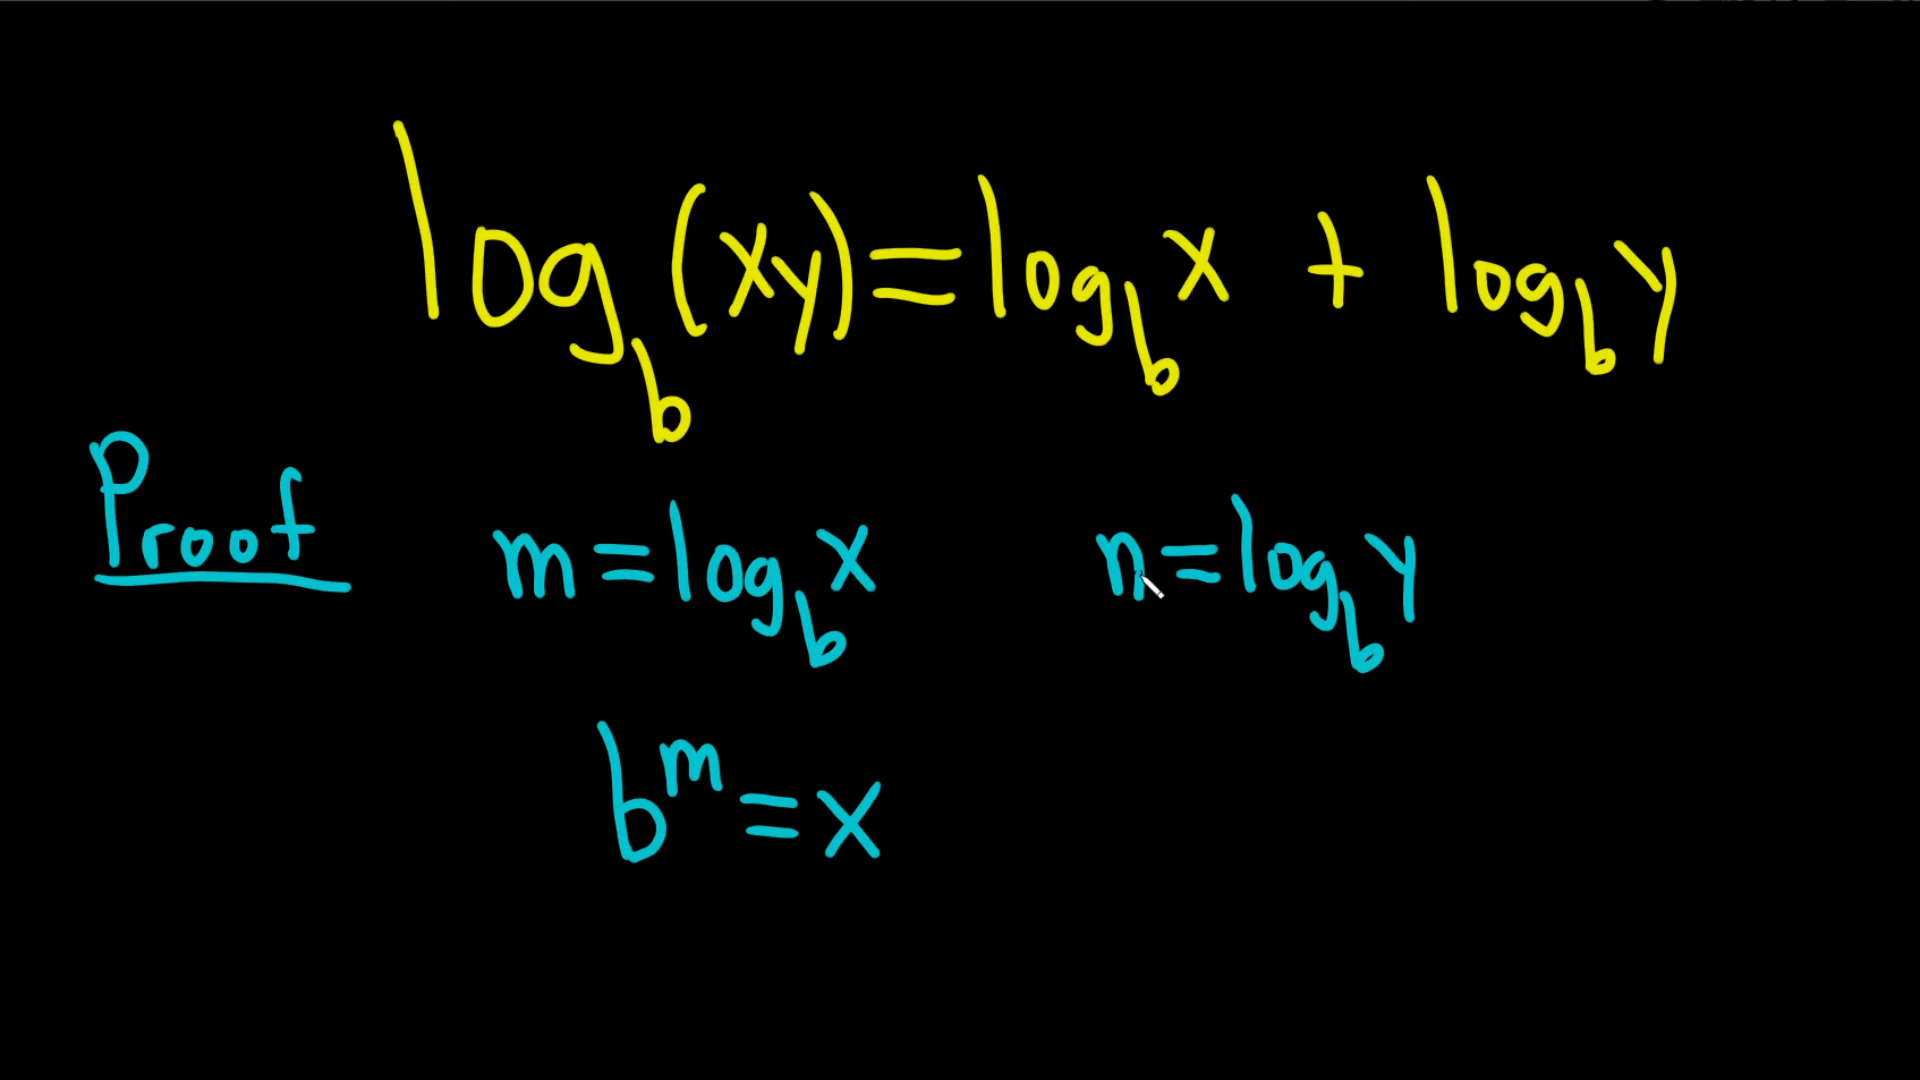 log_b (xy) = log_b x + log_b y
Proof m = log_b x n = log_b y
b^m = x